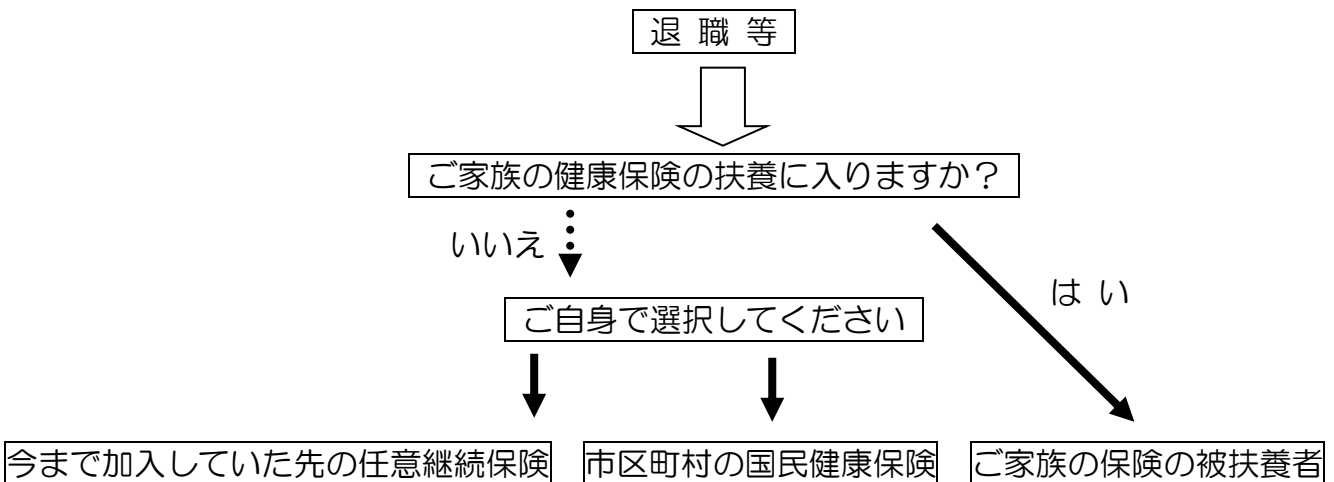 退 職 等
ご家族の健康保険の扶養に入りますか？
いいえ
は い
ご自身で選択してください
今まで加入していた先の任意継続保険
市区町村の国民健康保険
ご家族の保険の被扶養者